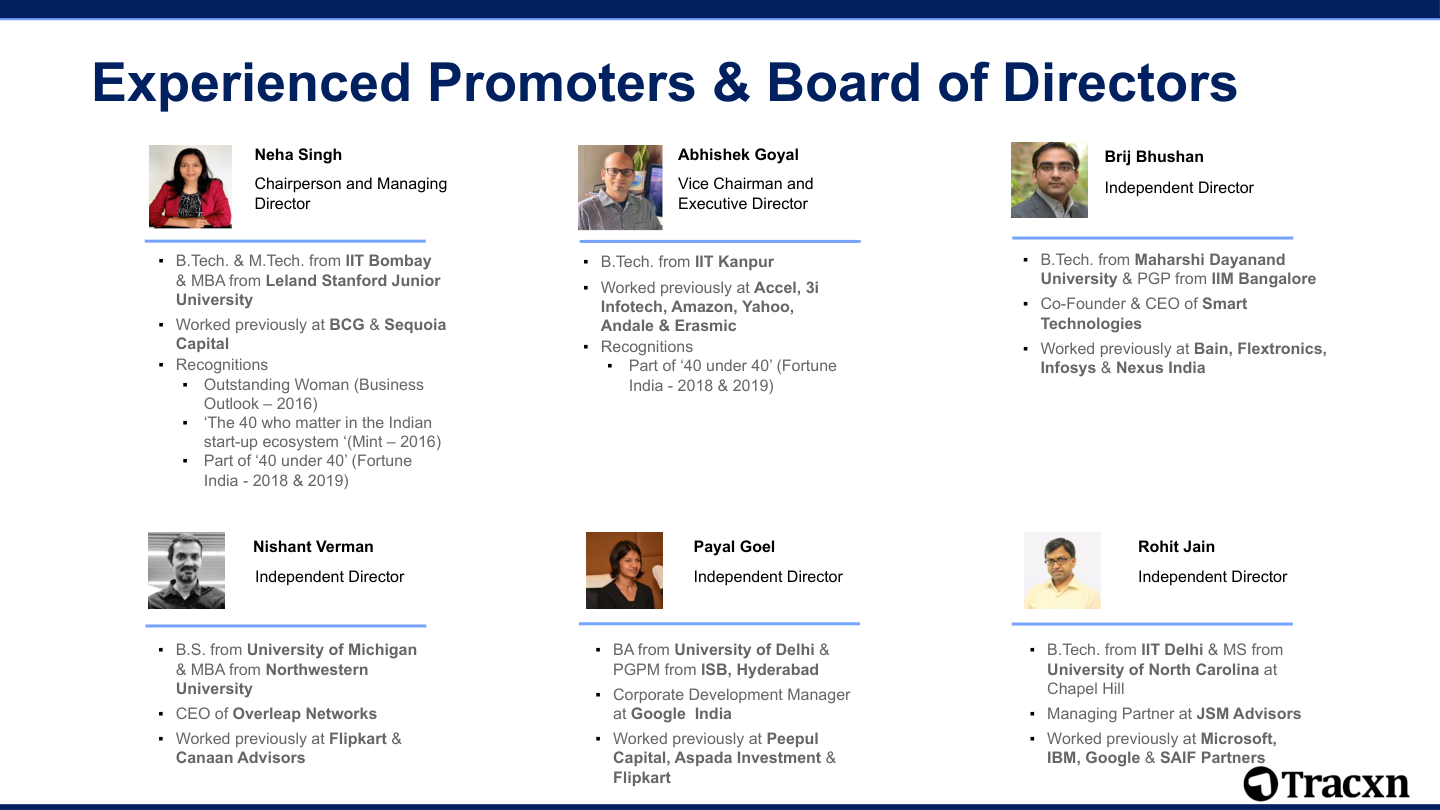 Experienced Promoters & Board of Directors
Neha Singh
Chairperson and Managing
Director
▪ B.Tech. & M.Tech. from IIT Bombay
& MBA from Leland Stanford Junior
University
▪ Worked previously at BCG & Sequoia
Capital
▪ Recognitions
▪ Outstanding Woman (Business
Outlook – 2016)
▪ ‘The 40 who matter in the Indian
start-up ecosystem ‘(Mint – 2016)
▪ Part of ‘40 under 40’ (Fortune
India - 2018 & 2019)
Abhishek Goyal
Vice Chairman and
Executive Director
▪ B.Tech. from IIT Kanpur
▪ Worked previously at Accel, 3i
Infotech, Amazon, Yahoo,
Andale & Erasmic
▪ Recognitions
▪ Part of ‘40 under 40’ (Fortune
India - 2018 & 2019)
Brij Bhushan
Independent Director
▪ B.Tech. from Maharshi Dayanand
University & PGP from IIM Bangalore
▪ Co-Founder & CEO of Smart
Technologies
▪ Worked previously at Bain, Flextronics,
Infosys & Nexus India
Nishant Verman
Independent Director
▪ B.S. from University of Michigan
& MBA from Northwestern
University
▪ CEO of Overleap Networks
▪ Worked previously at Flipkart &
Canaan Advisors
Payal Goel
Independent Director
▪ BA from University of Delhi &
PGPM from ISB, Hyderabad
▪ Corporate Development Manager
at Google  India
▪ Worked previously at Peepul
Capital, Aspada Investment &
Flipkart
Rohit Jain
Independent Director
▪ B.Tech. from IIT Delhi & MS from
University of North Carolina at
Chapel Hill
▪ Managing Partner at JSM Advisors
▪ Worked previously at Microsoft,
IBM, Google & SAIF Partners
Tracxn